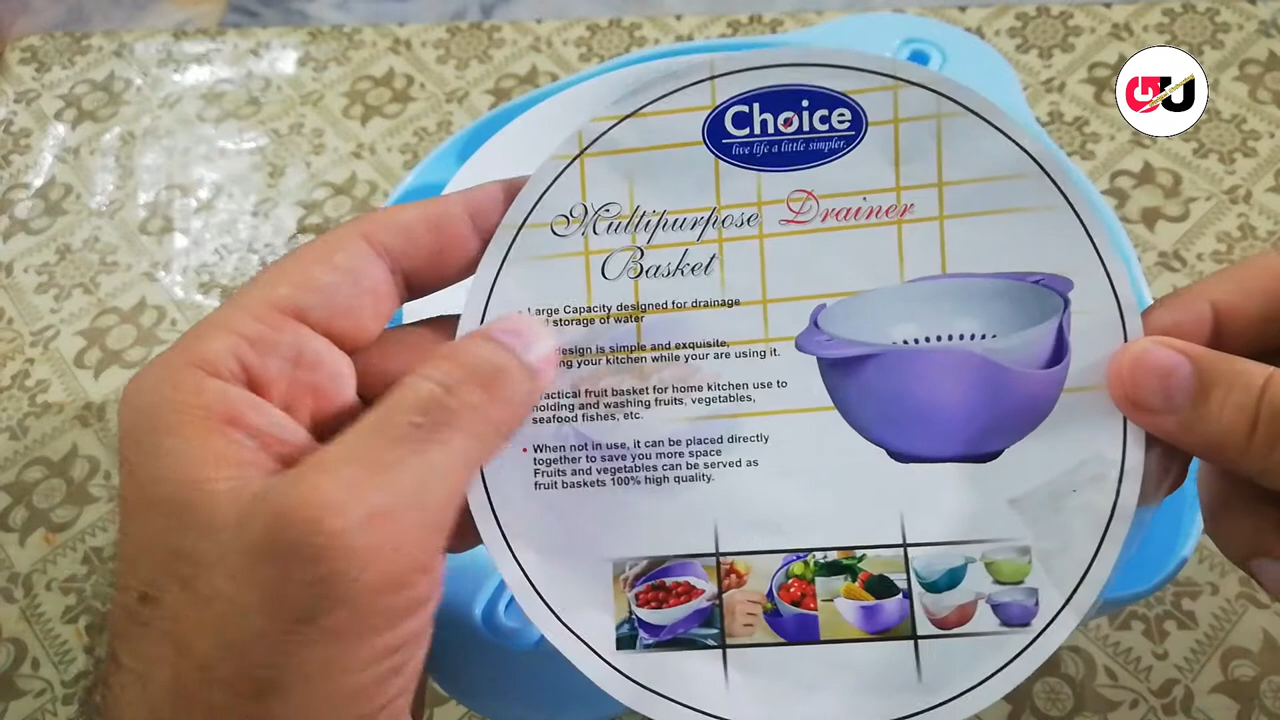 GU
Choice
live life a little simpler.
Multipurpose Drainer
Basket
Large Capacity designed for drainage
storage of water
design is simple and exquisite,
your kitchen while your are using it.
fruit basket for home kitchen use to
holding and washing fruits, vegetables,
seafood fishes, etc.
• When not in use, it can be placed directly
together to save you more space
Fruits and vegetables can be served as
fruit baskets 100% high quality.